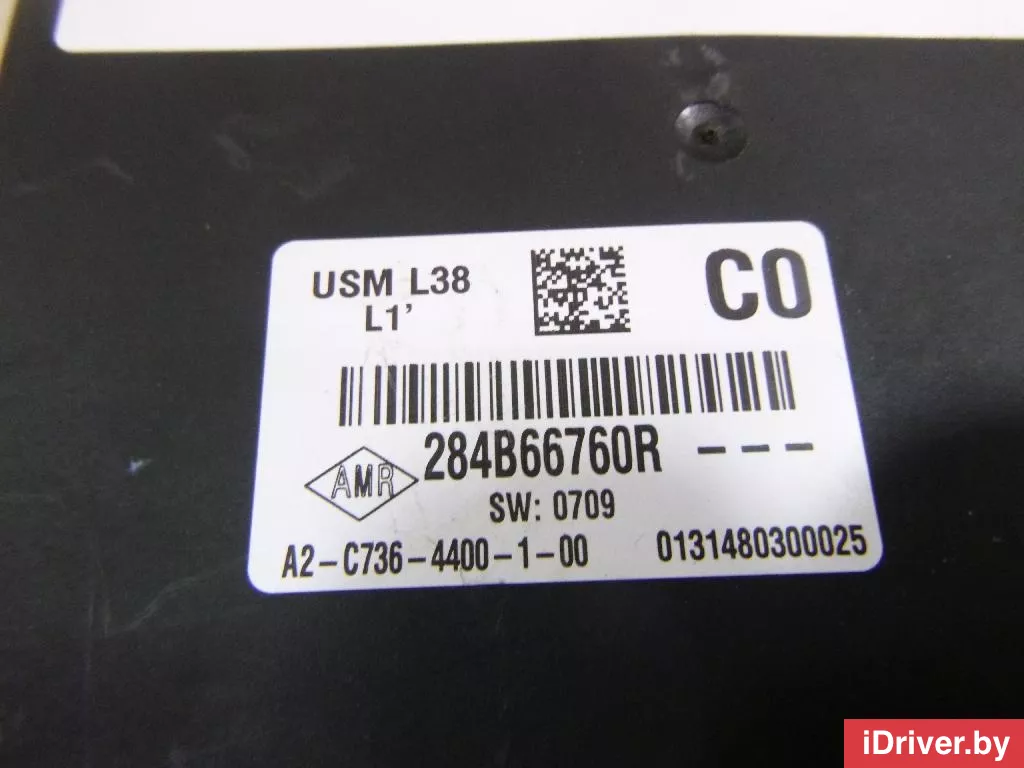 USM L38
L1’
C0
284B66760R - - -
AMR
SW: 0709
A2-C736-4400-1-00
0131480300025
iDriver.by